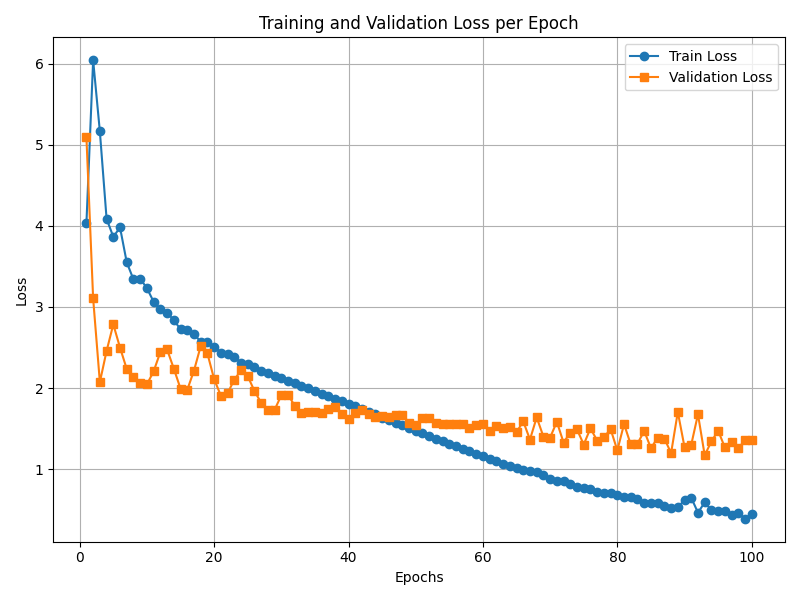 Training and Validation Loss per Epoch
Train Loss
Validation Loss
6
5
4
3
2
1
Loss
0 20 40 60 80 100
Epochs